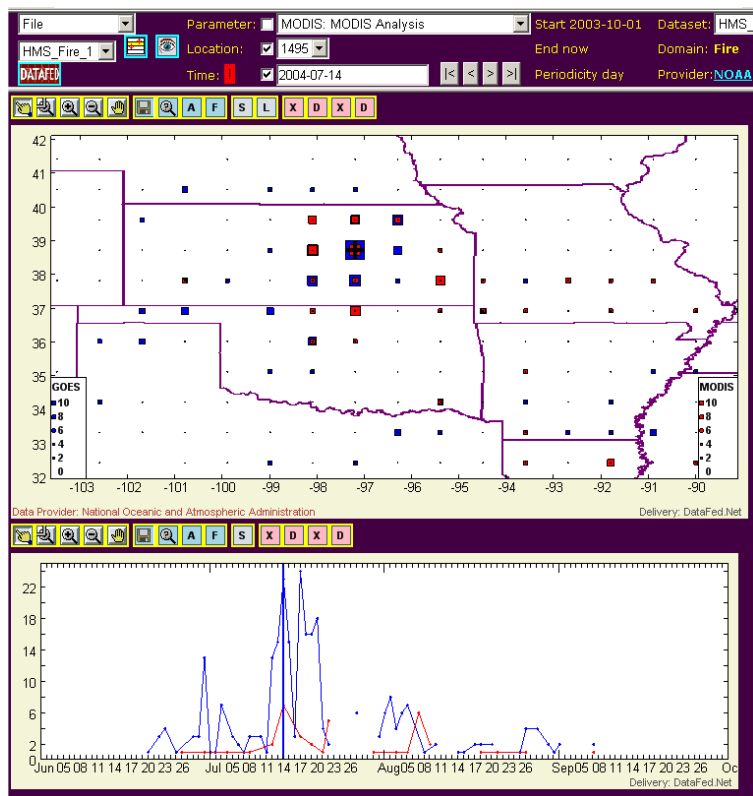 File Parameter: MODIS: MODIS Analysis Start 2003-10-01 Dataset: HMS_
HMS_Fire_1 Location: 1495 End now Domain: Fire
DATAFED Time: ! 2004-07-14 |< < > >| Periodicity day Provider:NOAA
A F S L X D X D
42
41
40
39
38
37
36
35
34
33
32
GOES
10
8
6
4
2
0
MODIS
10
8
6
4
2
0
-103 -102 -101 -100 -99 -98 -97 -96 -95 -94 -93 -92 -91 -90
Data Provider: National Oceanic and Atmospheric Administration Delivery: DataFed.Net
A F S X D X D
22
18
14
10
6
2
0
Jun 05 08 11 14 17 20 23 26 Jul 05 08 11 14 17 20 23 26 Aug 05 08 11 14 17 20 23 26 Sep 05 08 11 14 17 20 23 26 Oc
Delivery: DataFed.Net